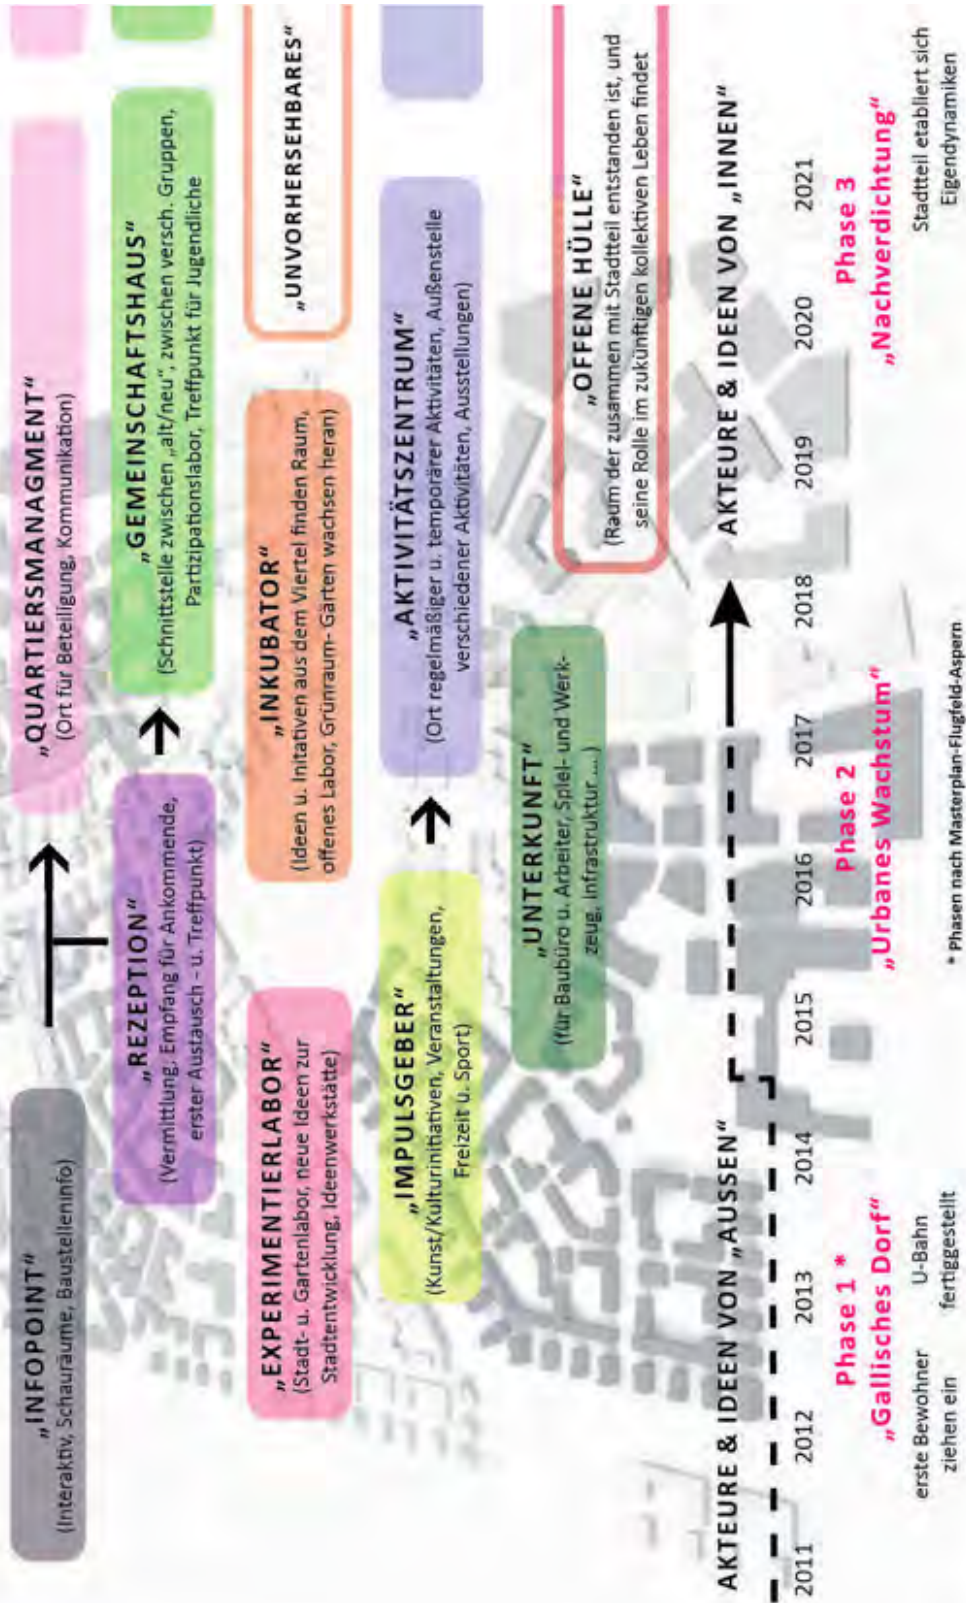 „INFOPOINT“
(Interaktiv, Schauräume, Baustelleninfo)
„QUARTIERSMANAGMENT“
(Ort für Beteiligung, Kommunikation)
„REZEPTION“
(Vermittlung, Empfang für Ankommende,
erster Austausch - u. Treffpunkt)
„GEMEINSCHAFTSHAUS“
(Schnittstelle zwischen „alt/neu“, zwischen versch. Gruppen,
Partizipationslabor, Treffpunkt für Jugendliche
„EXPERIMENTIERLABOR“
(Stadt- u. Gartenlabor, neue Ideen zur
Stadtentwicklung, Ideenwerkstätte)
„INKUBATOR“
(Ideen u. Initativen aus dem Viertel finden Raum,
offenes Labor, Grünraum- Gärten wachsen heran)
„UNVORHERSEHBARES“
„IMPULSGEBER“
(Kunst/Kulturinitiativen, Veranstaltungen,
Freizeit u. Sport)
„AKTIVITÄTSZENTRUM“
(Ort regelmäßiger u. temporärer Aktivitäten, Außenstelle
verschiedener Aktivitäten, Ausstellungen)
„UNTERKUNFT“
(für Baubüro u. Arbeiter, Spiel- und Werk-
zeug, Infrastruktur ....)
„OFFENE HÜLLE“
(Raum der zusammen mit Stadtteil entstanden ist, und
seine Rolle im zukünftigen kollektiven Leben findet
AKTEURE & IDEEN VON „AUSSEN“
AKTEURE & IDEEN VON „INNEN“
2011 2012 2013 2014 2015 2016 2017 2018 2019 2020 2021
Phase 1 *
„Gallisches Dorf“
Phase 2
„Urbanes Wachstum“
Phase 3
„Nachverdichtung“
erste Bewohner
ziehen ein
U-Bahn
fertiggestellt
Stadtteil etabliert sich
Eigendynamiken
* Phasen nach Masterplan-Flugfeld-Aspern